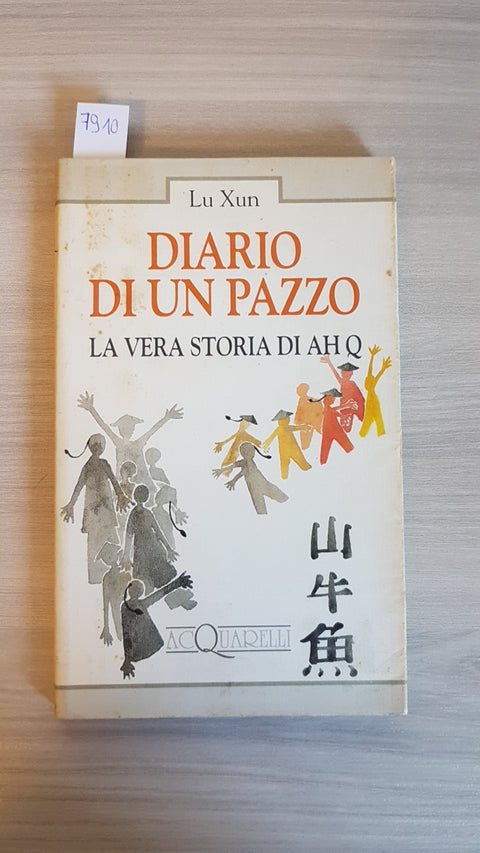 7910
Lu Xun
DIARIO
DI UN PAZZO
LA VERA STORIA DI AH Q
山
牛
魚
ACQUARELLI